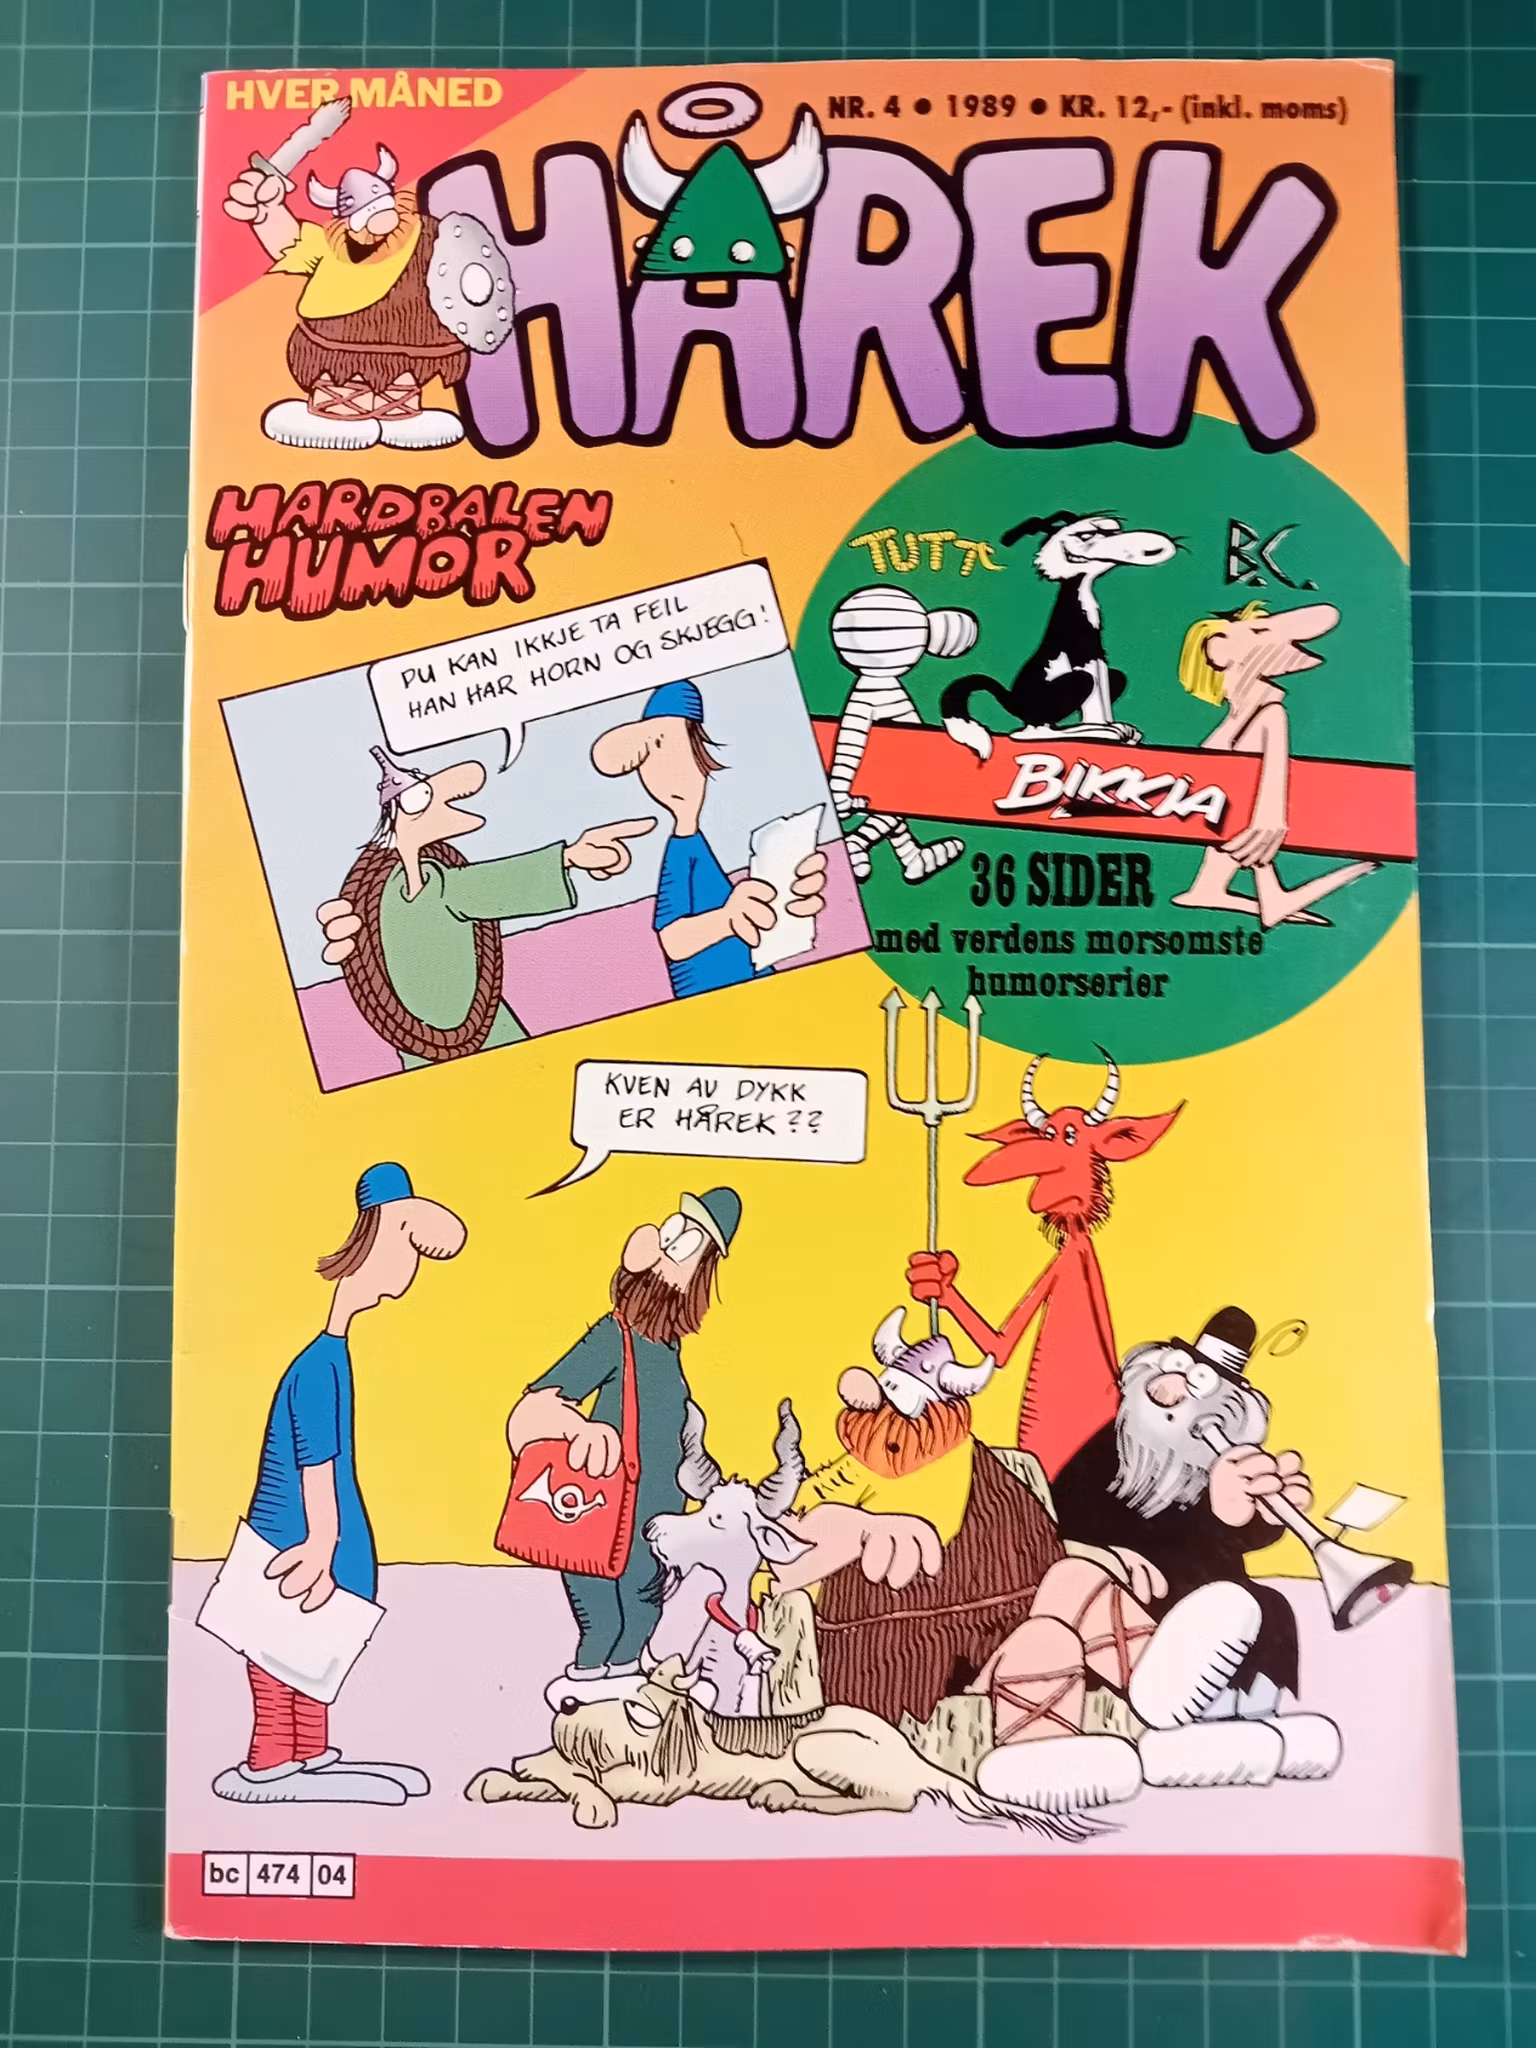 HVER MÅNED
NR. 4 • 1989 • KR. 12,- (inkl. moms)
HÅREK
HARDBALEN
HUMOR
TUTTE
B.C.
DU KAN IKKJE TA FEIL
HAN HAR HORN OG SKJEGG!
BIKKJA
36 SIDER
med verdens morsomste
humorserier
KVEN AV DYKK
ER HÅREK??
bc 474 04